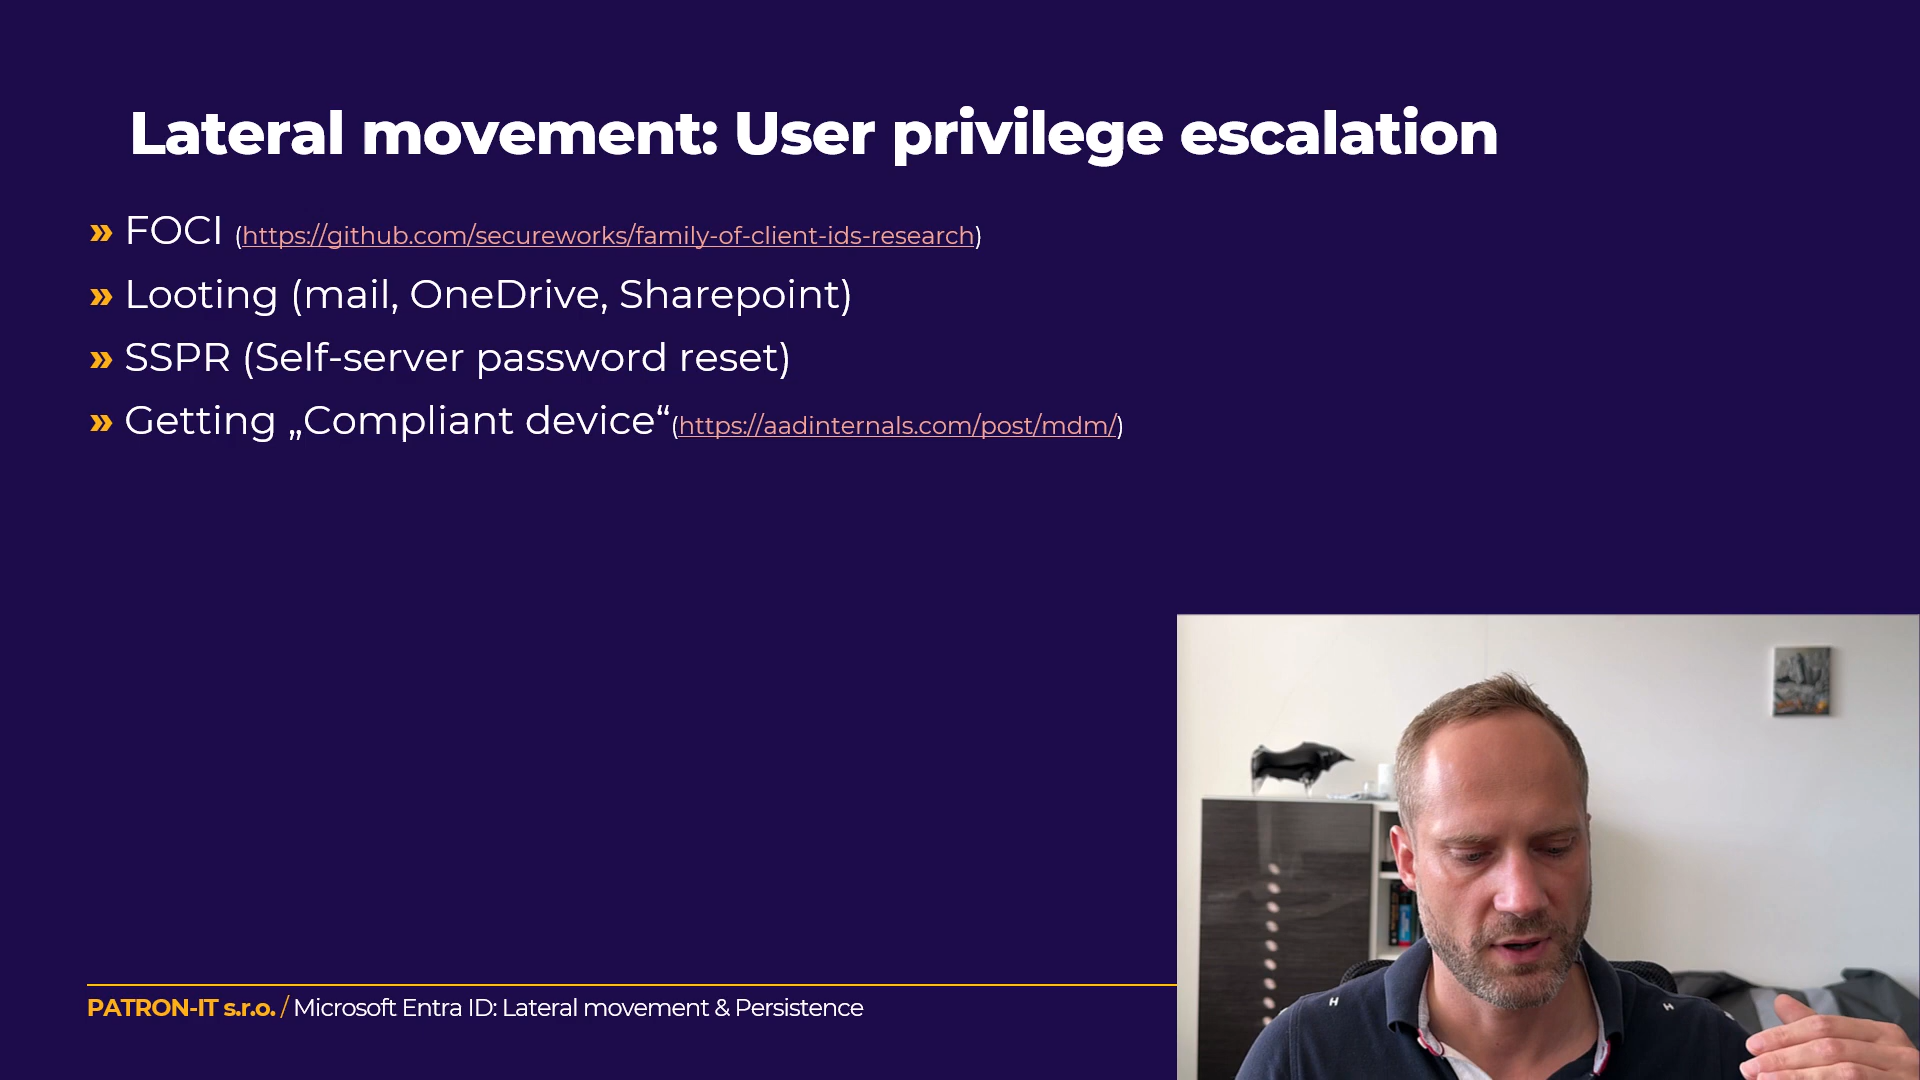 Lateral movement: User privilege escalation
» FOCI (https://github.com/secureworks/family-of-client-ids-research)
» Looting (mail, OneDrive, Sharepoint)
» SSPR (Self-server password reset)
» Getting „Compliant device“(https://aadinternals.com/post/mdm/)
PATRON-IT s.r.o. / Microsoft Entra ID: Lateral movement & Persistence